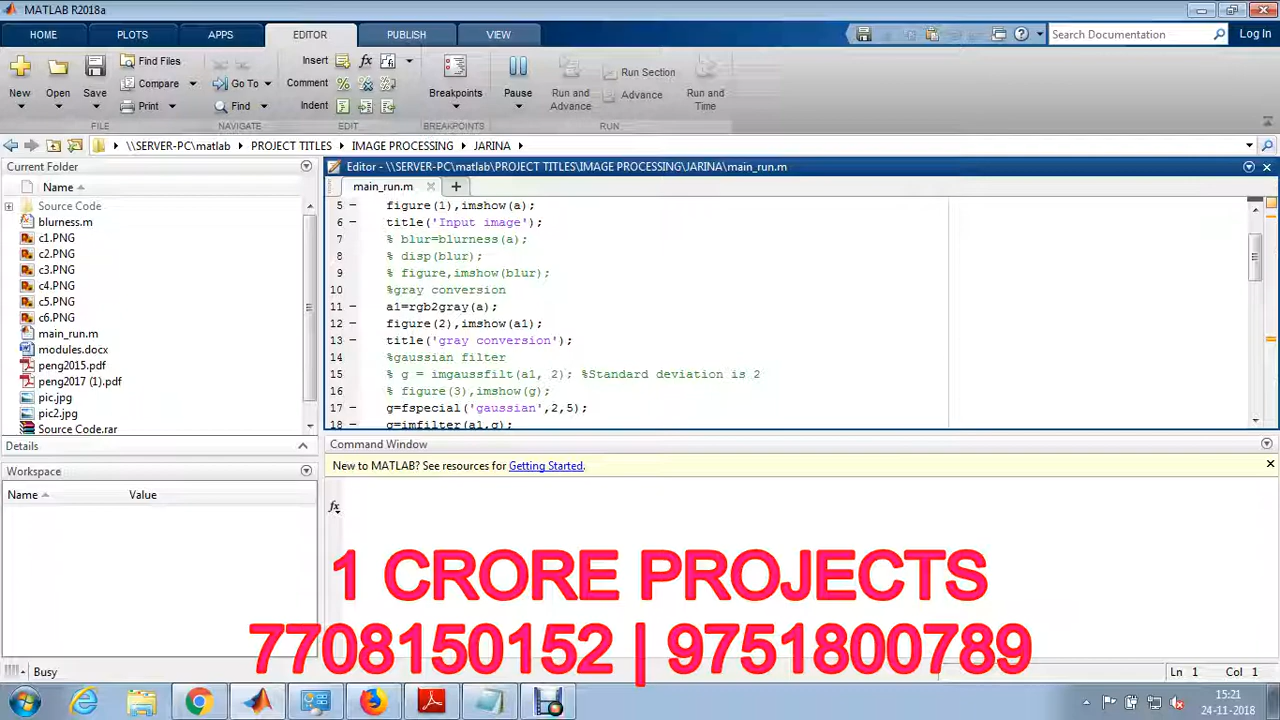 MATLAB R2018a
HOME PLOTS APPS EDITOR PUBLISH VIEW Search Documentation Log In
New Open Save Find Files Compare Print Go To Find Insert fx Comment Indent Breakpoints Pause Run and Advance Run Section Advance Run and Time
FILE NAVIGATE EDIT BREAKPOINTS RUN
\\SERVER-PC\matlab PROJECT TITLES IMAGE PROCESSING JARINA
Current Folder
Name
Source Code
blurness.m
c1.PNG
c2.PNG
c3.PNG
c4.PNG
c5.PNG
c6.PNG
main_run.m
modules.docx
peng2015.pdf
peng2017 (1).pdf
pic.jpg
pic2.jpg
Source Code.rar
Details
Workspace
Name Value
Editor - \\SERVER-PC\matlab\PROJECT TITLES\IMAGE PROCESSING\JARINA\main_run.m
main_run.m
5 - figure(1),imshow(a);
6 - title('Input image');
7 - % blur=blurness(a);
8 - % disp(blur);
9 - % figure,imshow(blur);
10 %gray conversion
11 - a1=rgb2gray(a);
12 - figure(2),imshow(a1);
13 - title('gray conversion');
14 %gaussian filter
15 - % g = imgaussfilt(a1, 2); %Standard deviation is 2
16 - % figure(3),imshow(g);
17 - g=fspecial('gaussian',2,5);
18 - g=imfilter(a1,g);
Command Window
New to MATLAB? See resources for Getting Started.
fx
1 CRORE PROJECTS
7708150152 | 9751800789
Busy Ln 1 Col 1
15:21
24-11-2018